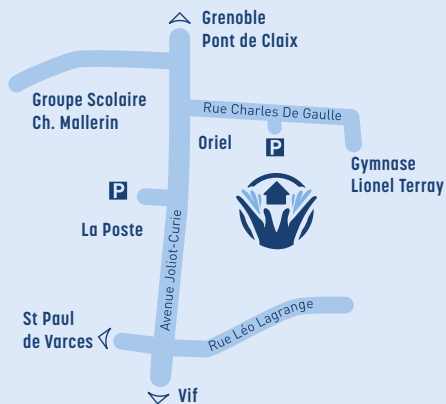 Grenoble
Pont de Claix
Groupe Scolaire
Ch. Mallerin
Rue Charles De Gaulle
Oriel
P
Gymnase
Lionel Terray
P
La Poste
Avenue Joliot-Curie
St Paul
de Varces
Rue Léo Lagrange
Vif